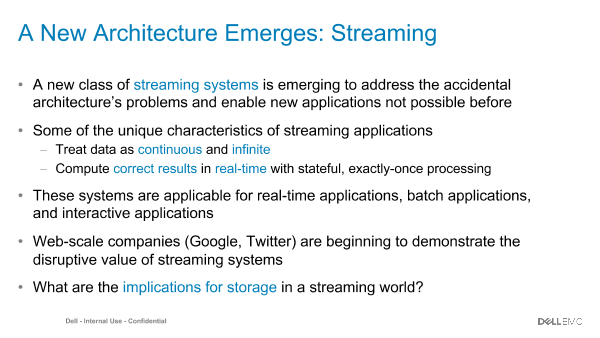 A New Architecture Emerges: Streaming
• A new class of streaming systems is emerging to address the accidental
architecture's problems and enable new applications not possible before
• Some of the unique characteristics of streaming applications
– Treat data as continuous and infinite
– Compute correct results in real-time with stateful, exactly-once processing
• These systems are applicable for real-time applications, batch applications,
and interactive applications
• Web-scale companies (Google, Twitter) are beginning to demonstrate the
disruptive value of streaming systems
• What are the implications for storage in a streaming world?
Dell - Internal Use - Confidential
DELLEMC